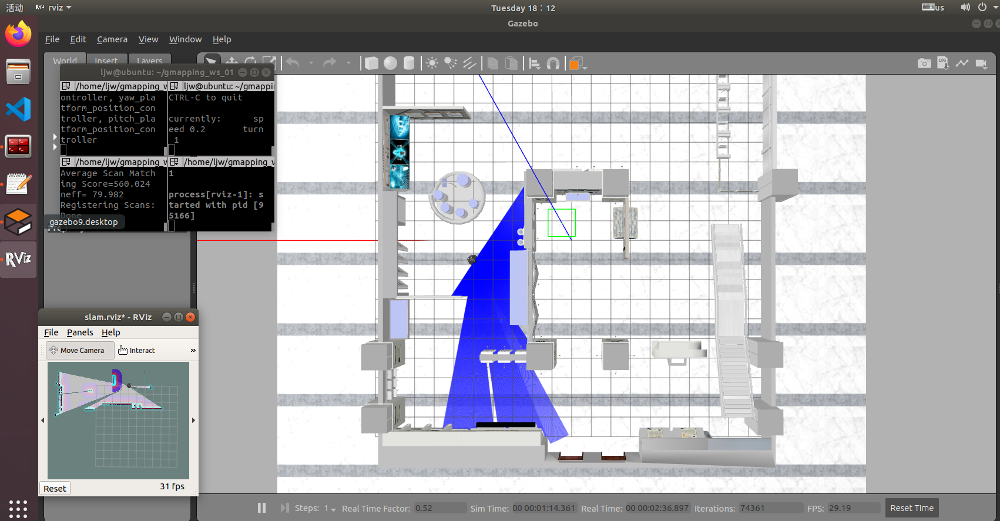 活动
RViz rviz
Tuesday 18：12
us
Gazebo
File Edit Camera View Window Help
World Insert Layers
LOG
ljw@ubuntu: ~/gmapping_ws_01
/home/ljw/gmapping_w
ontroller, yaw_pla
tform_position_con
troller, pitch_pla
tform_position_con
troller
ljw@ubuntu: ~/gmappin
CTRL-C to quit
currently: sp
eed 0.2 turn
1
/home/ljw/gmapping_w
Average Scan Match
ing Score=560.024
neff= 79.982
Registering Scans:
Done
/home/ljw/gmapping_w
1
process[rviz-1]: s
tarted with pid [9
5166]
gazebo9.desktop
RViz
slam.rviz* - RViz
File Panels Help
Move Camera Interact »
Reset 31 fps
Steps: 1 Real Time Factor: 0.52 Sim Time: 00 00:01:14.361 Real Time: 00 00:02:36.897 Iterations: 74361 FPS: 29.19 Reset Time